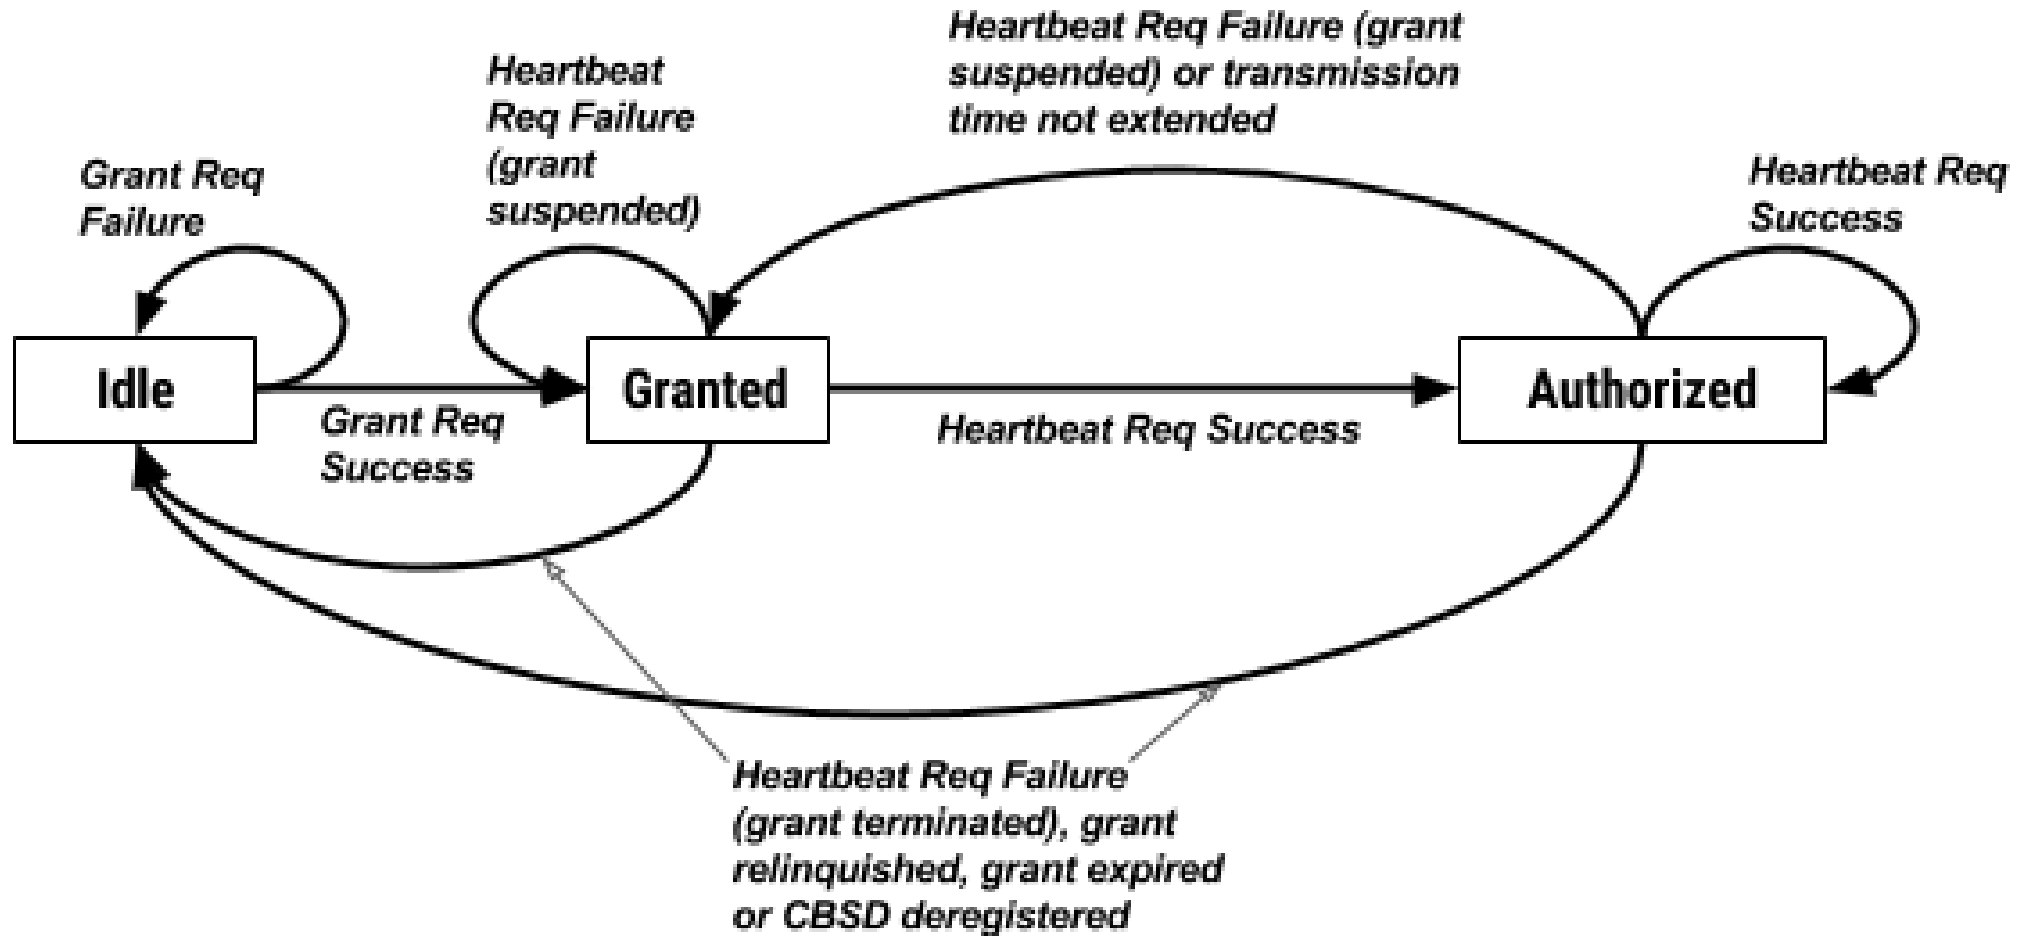 Heartbeat Req Failure (grant
suspended) or transmission
time not extended
Heartbeat
Req Failure
(grant
suspended)
Grant Req
Failure
Heartbeat Req
Success
Idle
Granted
Authorized
Grant Req
Success
Heartbeat Req Success
Heartbeat Req Failure
(grant terminated), grant
relinquished, grant expired
or CBSD deregistered